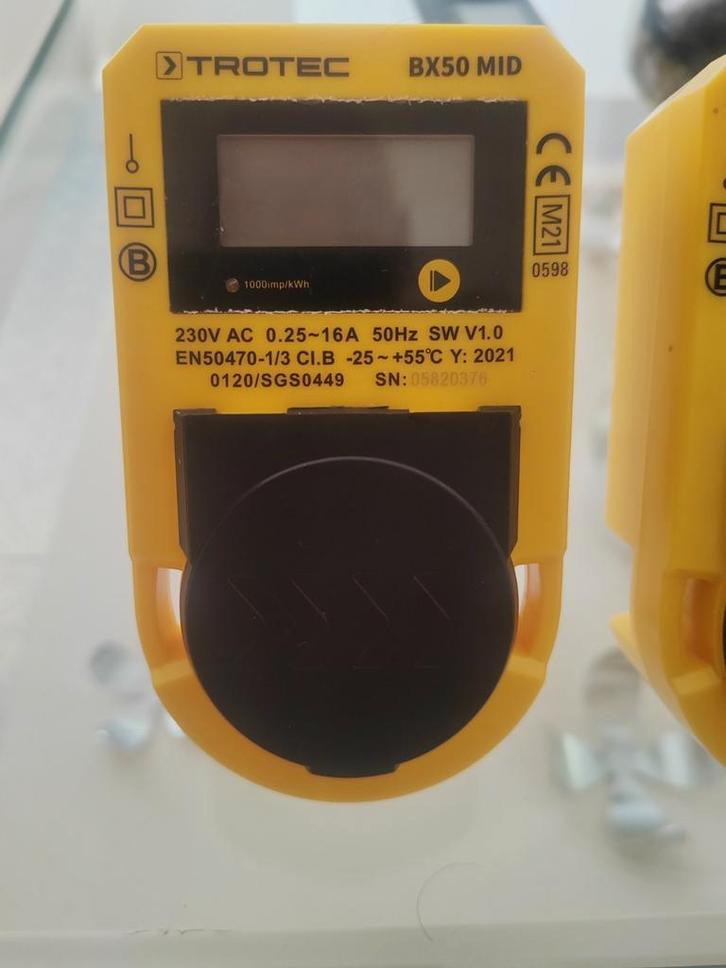 TROTEC BX50 MID
CE
M21
0598
B
1000imp/kWh
230V AC 0.25~16A 50Hz SW V1.0
EN50470-1/3 Cl.B -25~+55℃ Y: 2021
0120/SGS0449 SN: 05820376
B